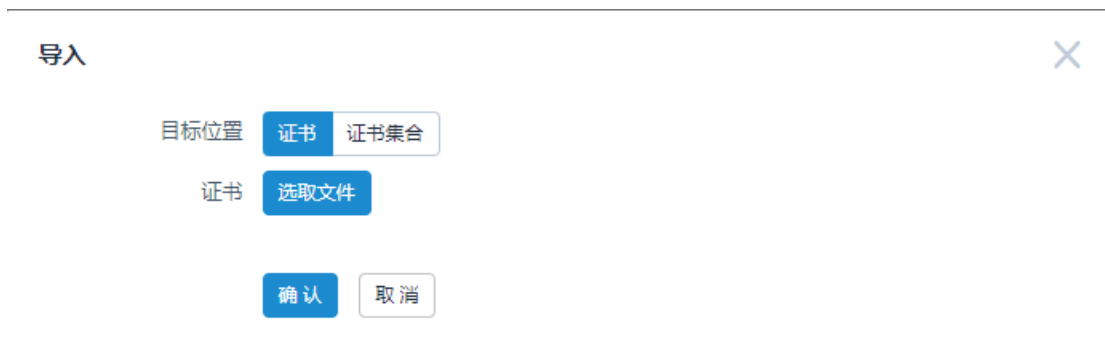 导入
目标位置 证书 证书集合
证书 选取文件
确认 取消